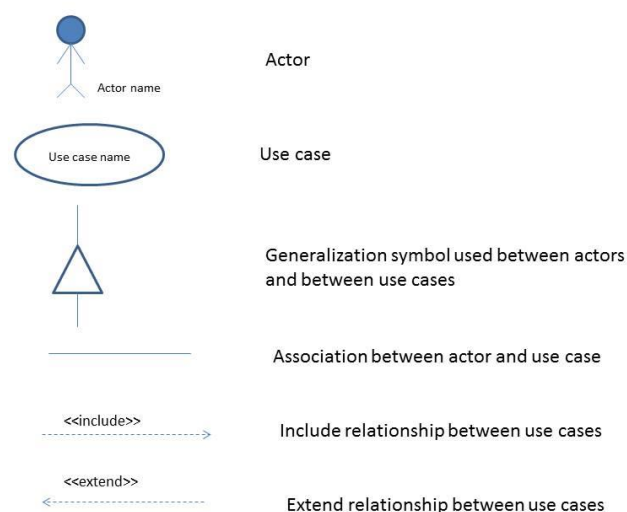 Actor
Actor name
Use case name
Use case
Generalization symbol used between actors
and between use cases
Association between actor and use case
<<include>>
Include relationship between use cases
<<extend>>
Extend relationship between use cases